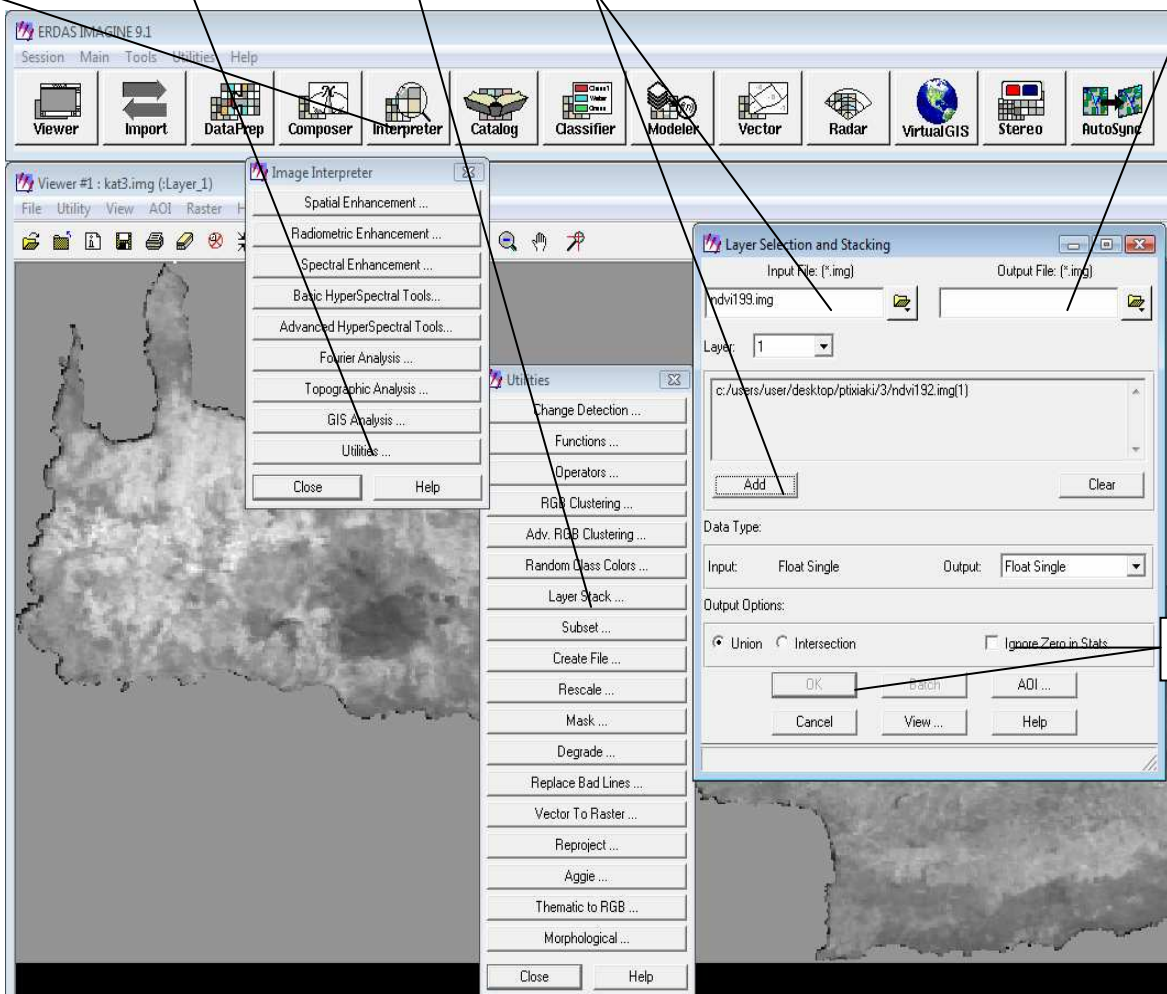 ERDAS IMAGINE 9.1
Session Main Tools Utilities Help
Viewer Import DataPrep Composer Interpreter Catalog Classifier Modeler Vector Radar VirtualGIS Stereo AutoSync
Viewer #1 : kat3.img (:Layer_1)
File Utility View AOI Raster H
Image Interpreter
Spatial Enhancement ...
Radiometric Enhancement ...
Spectral Enhancement ...
Basic HyperSpectral Tools...
Advanced HyperSpectral Tools...
Fourier Analysis ...
Topographic Analysis ...
GIS Analysis ...
Utilities ...
Close Help
Utilities
Change Detection ...
Functions ...
Operators ...
RGB Clustering ...
Adv. RGB Clustering ...
Random Class Colors ...
Layer Stack ...
Subset ...
Create File ...
Rescale ...
Mask ...
Degrade ...
Replace Bad Lines ...
Vector To Raster ...
Reproject ...
Aggie ...
Thematic to RGB ...
Morphological ...
Close Help
Layer Selection and Stacking
Input File: (*.img) Output File: (*.img)
ndvi199.img
Layer: 1
c:/users/user/desktop/ptixiaki/3/ndvi192.img(1)
Add Clear
Data Type:
Input: Float Single Output: Float Single
Output Options:
Union Intersection Ignore Zero in Stats
OK Batch AOI ...
Cancel View ... Help